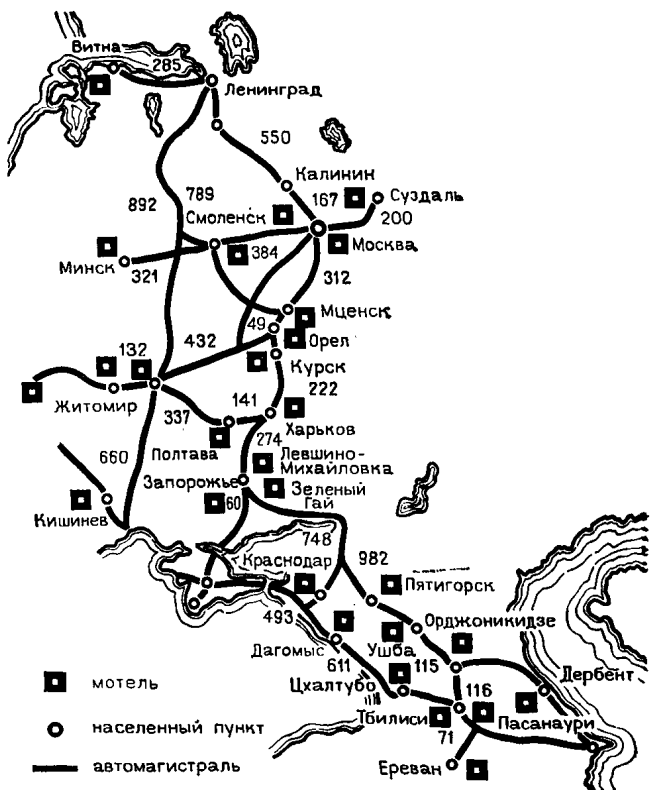 Витна
285
Ленинград
550
Калинин
167
Суздаль
200
892
789
Смоленск
384
Москва
Минск
321
312
Мценск
49
Орел
432
Курск
132
222
Житомир
337
141
Харьков
Полтава
274
Левшино-
Михайловка
660
Запорожье
Зеленый
Гай
60
Кишинев
748
Краснодар
982
Пятигорск
493
Орджоникидзе
Дагомыс
Ушба
611
115
Дербент
Цхалтубо
116
Тбилиси
Пасанаури
71
Ереван
мотель
населенный пункт
автомагистраль